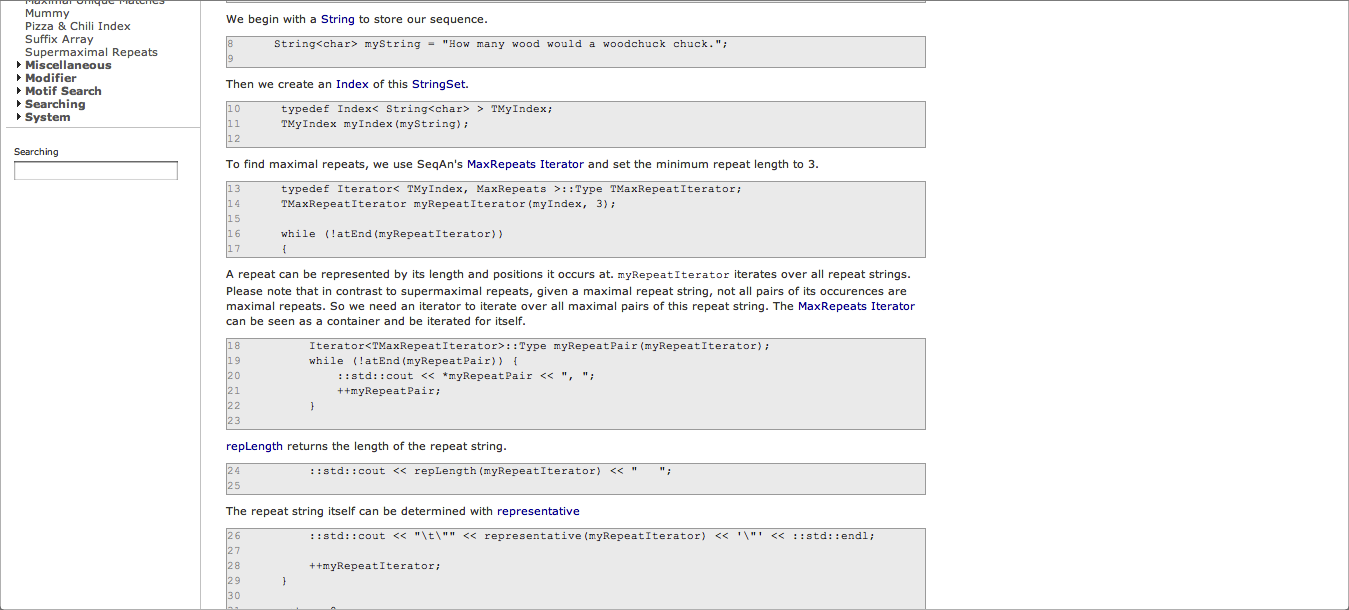 Maximal Unique Matches
Mummy
Pizza & Chili Index
Suffix Array
Supermaximal Repeats
Miscellaneous
Modifier
Motif Search
Searching
System
Searching
We begin with a String to store our sequence.
8 String<char> myString = "How many wood would a woodchuck chuck.";
9
Then we create an Index of this StringSet.
10 typedef Index< String<char> > TMyIndex;
11 TMyIndex myIndex(myString);
12
To find maximal repeats, we use SeqAn's MaxRepeats Iterator and set the minimum repeat length to 3.
13 typedef Iterator< TMyIndex, MaxRepeats >::Type TMaxRepeatIterator;
14 TMaxRepeatIterator myRepeatIterator(myIndex, 3);
15
16 while (!atEnd(myRepeatIterator))
17 {
A repeat can be represented by its length and positions it occurs at. myRepeatIterator iterates over all repeat strings.
Please note that in contrast to supermaximal repeats, given a maximal repeat string, not all pairs of its occurences are
maximal repeats. So we need an iterator to iterate over all maximal pairs of this repeat string. The MaxRepeats Iterator
can be seen as a container and be iterated for itself.
18 Iterator<TMaxRepeatIterator>::Type myRepeatPair(myRepeatIterator);
19 while (!atEnd(myRepeatPair)) {
20 ::std::cout << *myRepeatPair << ", ";
21 ++myRepeatPair;
22 }
23
repLength returns the length of the repeat string.
24 ::std::cout << repLength(myRepeatIterator) << "   ";
25
The repeat string itself can be determined with representative
26 ::std::cout << "\t\"" << representative(myRepeatIterator) << '\"' << ::std::endl;
27
28 ++myRepeatIterator;
29 }
30